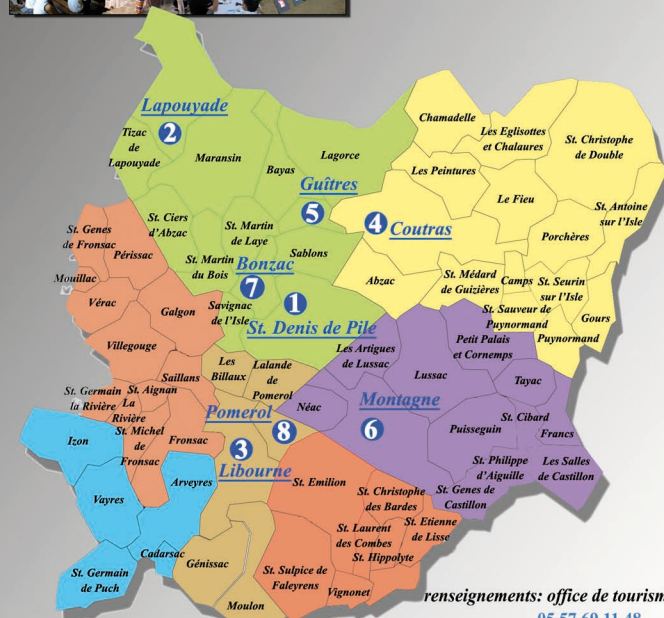 Lapouyade
2
Tizac
de
Lapouyade
Maransin
Bayas
Lagorce
Guîtres
5
St. Ciers
d'Abzac
St. Martin
de Laye
St. Martin
du Bois
Sablons
Bonzac
7
1
Savignac
de l'Isle
St. Denis de Pile
Chamadelle
Les Eglisottes
et Chalaures
St. Christophe
de Double
Les Peintures
Le Fieu
St. Antoine
sur l'Isle
4
Coutras
Porchères
Abzac
St. Médard
de Guizières
Camps
St. Seurin
sur l'Isle
St. Sauveur de
Puynormand
Gours
Puynormand
St. Genes
de Fronsac
Périssac
Mouillac
Vérac
Galgon
Villegouge
Saillans
St. Germain
la Rivière
St. Aignan
La
Rivière
St. Michel
de
Fronsac
Fronsac
Les
Billaux
Lalande
de
Pomerol
Pomerol
8
3
Libourne
Génissac
Moulon
Les Artigues
de Lussac
Petit Palais
et Cornemps
Lussac
Tayac
Néac
Montagne
6
Puisseguin
St. Cibard
Francs
St. Philippe
d'Aiguille
Les Salles
de Castillon
St. Genes de
Castillon
Izon
Vayres
Arveyres
Cadarsac
St. Germain
de Puch
St. Emilion
St. Christophe
des Bardes
St. Laurent
des Combes
St. Etienne
de Lisse
St. Hippolyte
St. Sulpice de
Faleyrens
Vignonet
renseignements: office de tourism
05 57 69 11 48